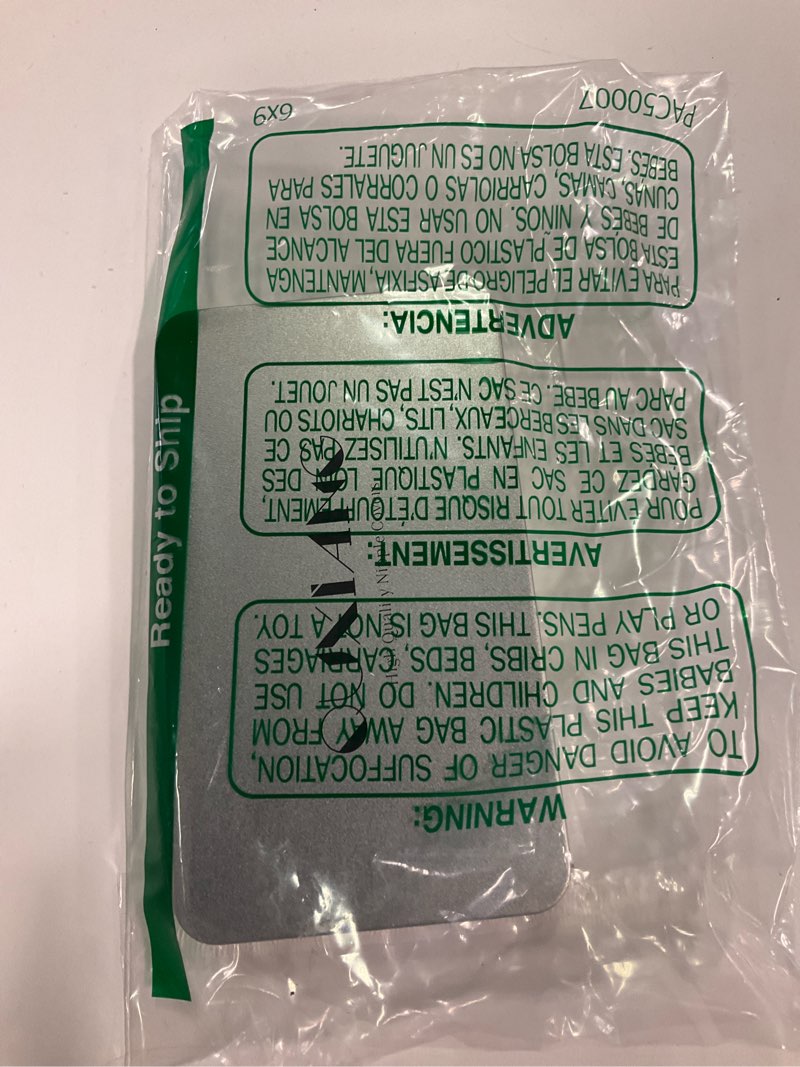 WARNING:
TO AVOID DANGER OF SUFFOCATION,
KEEP THIS PLASTIC BAG AWAY FROM
BABIES AND CHILDREN. DO NOT USE
THIS BAG IN CRIBS, BEDS, CARRIAGES
OR PLAY PENS. THIS BAG IS NOT A TOY.
AVERTISSEMENT:
POUR EVITER TOUT RISQUE D'ETOUFFEMENT,
GARDEZ CE SAC EN PLASTIQUE LOIN DES
BEBES ET LES ENFANTS. N'UTILISEZ PAS CE
SAC DANS LES BERCEAUX, LITS, CHARIOTS OU
PARC AU BEBE. CE SAC N'EST PAS UN JOUET.
ADVERTENCIA:
PARA EVITAR EL PELIGRO DE ASFIXIA, MANTENGA
ESTA BOLSA DE PLASTICO FUERA DEL ALCANCE
DE BEBES Y NINOS. NO USAR ESTA BOLSA EN
CUNAS, CAMAS, CARRIOLAS O CORRALES PARA
BEBES. ESTA BOLSA NO ES UN JUGUETE.
PAC50007
6x9
Ready to Ship
Quality